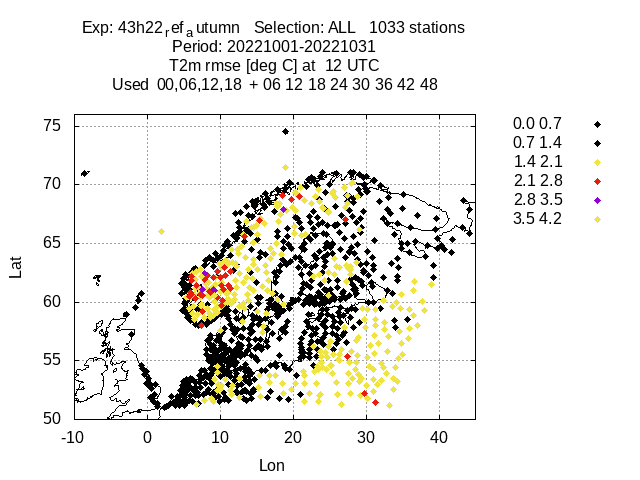 Exp: 43h22ref_autumn   Selection: ALL   1033 stations
Period: 20221001-20221031
T2m rmse [deg C] at  12 UTC
Used  00,06,12,18  + 06 12 18 24 30 36 42 48
75
70
65
60
55
50
Lat
-10 0 10 20 30 40
Lon
0.0 0.7
0.7 1.4
1.4 2.1
2.1 2.8
2.8 3.5
3.5 4.2